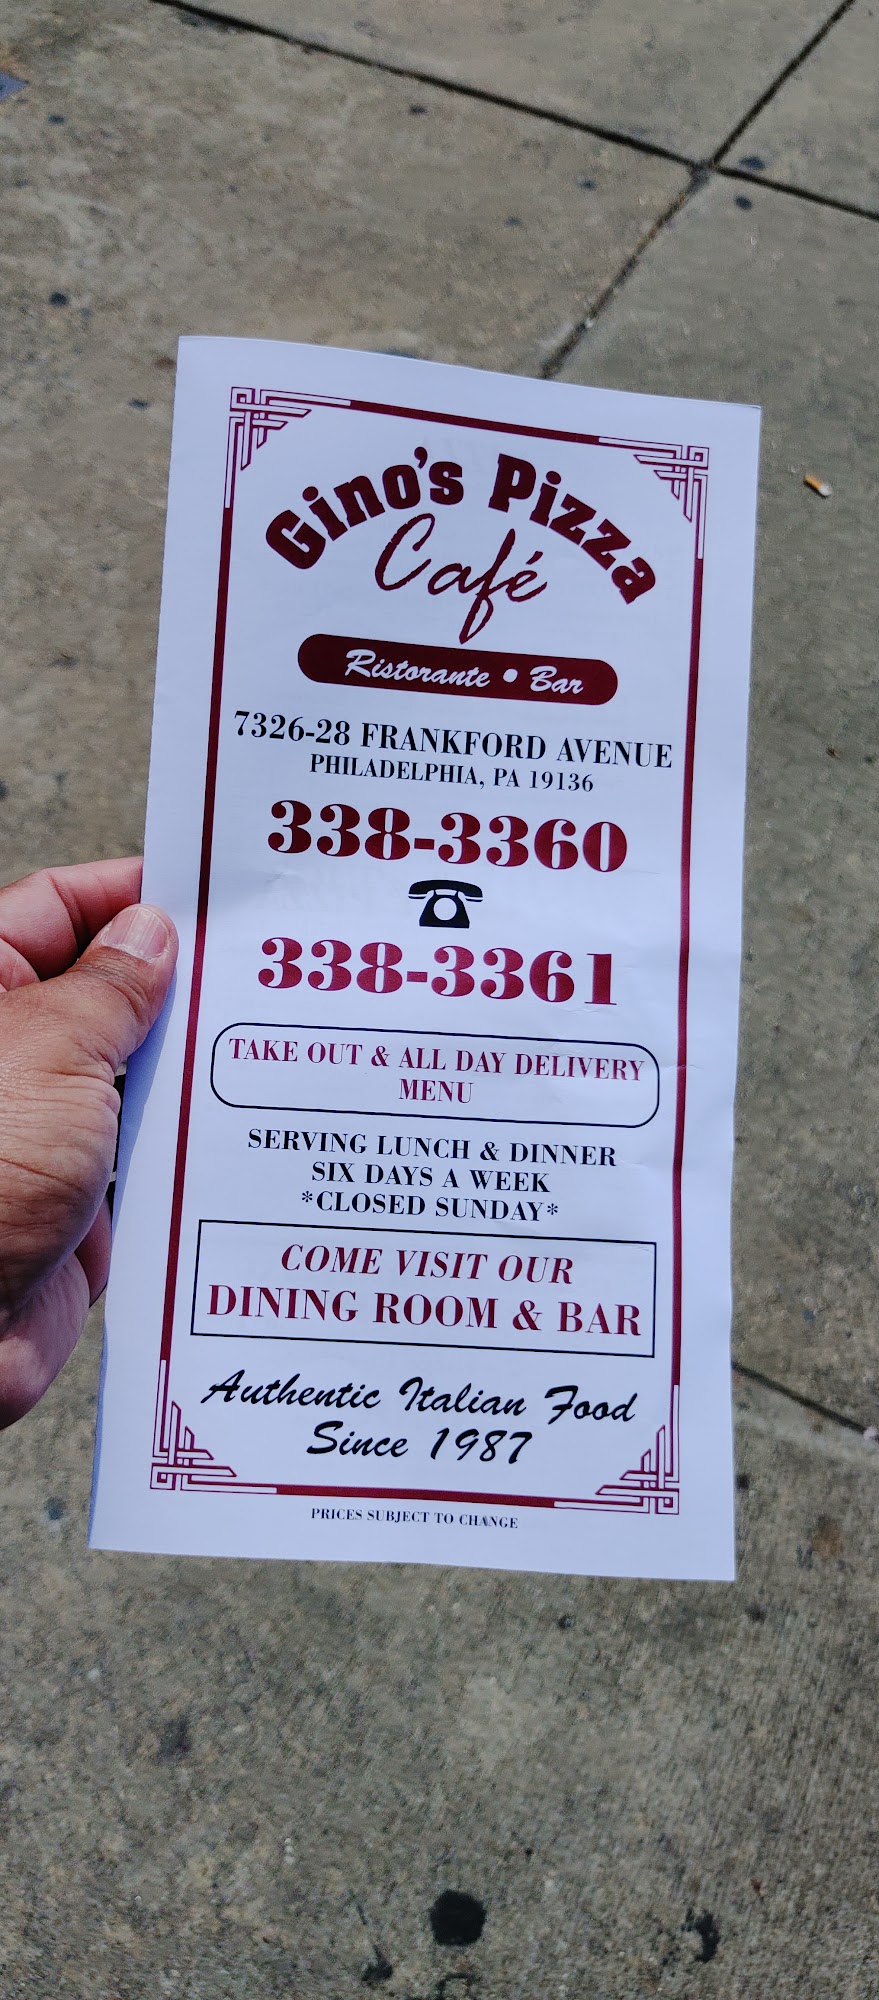 Gino's Pizza
Café
Ristorante • Bar
7326-28 FRANKFORD AVENUE
PHILADELPHIA, PA 19136
338-3360
338-3361
TAKE OUT & ALL DAY DELIVERY
MENU
SERVING LUNCH & DINNER
SIX DAYS A WEEK
*CLOSED SUNDAY*
COME VISIT OUR
DINING ROOM & BAR
Authentic Italian Food
Since 1987
PRICES SUBJECT TO CHANGE